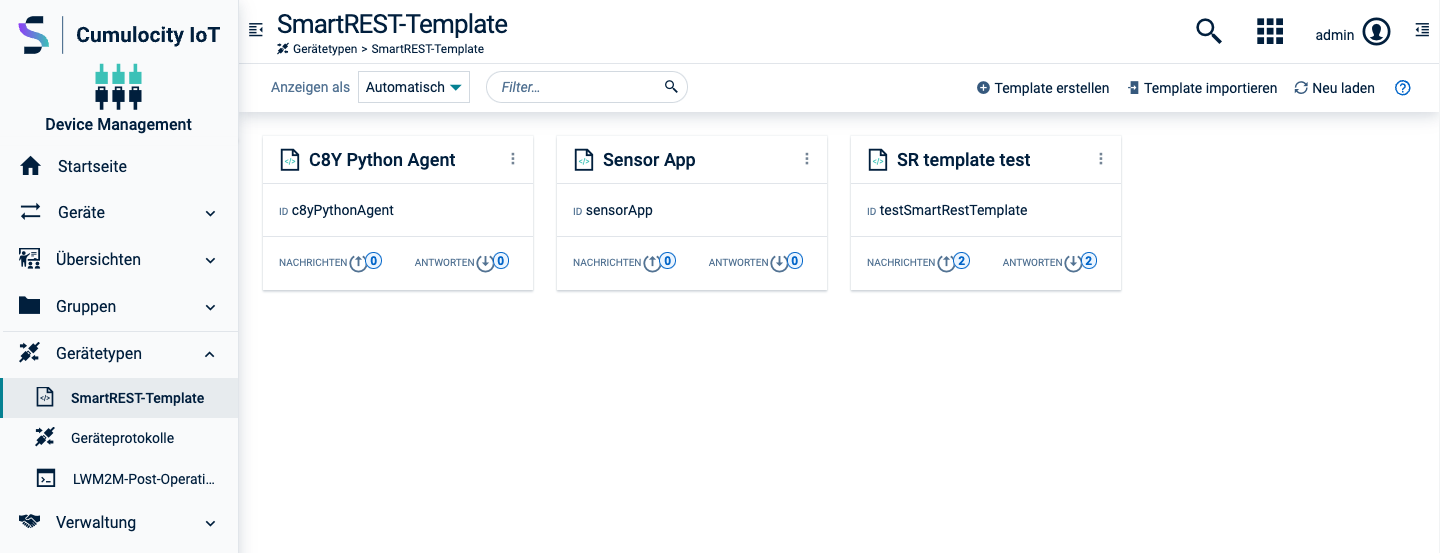 Cumulocity IoT
Device Management
Startseite
Geräte
Übersichten
Gruppen
Gerätetypen
SmartREST-Template
Geräteprotokolle
LWM2M-Post-Operati...
Verwaltung
SmartREST-Template
Gerätetypen > SmartREST-Template
admin
Anzeigen als Automatisch Filter... Template erstellen Template importieren Neu laden ?
C8Y Python Agent
ID c8yPythonAgent
NACHRICHTEN 0 ANTWORTEN 0
Sensor App
ID sensorApp
NACHRICHTEN 0 ANTWORTEN 0
SR template test
ID testSmartRestTemplate
NACHRICHTEN 2 ANTWORTEN 2